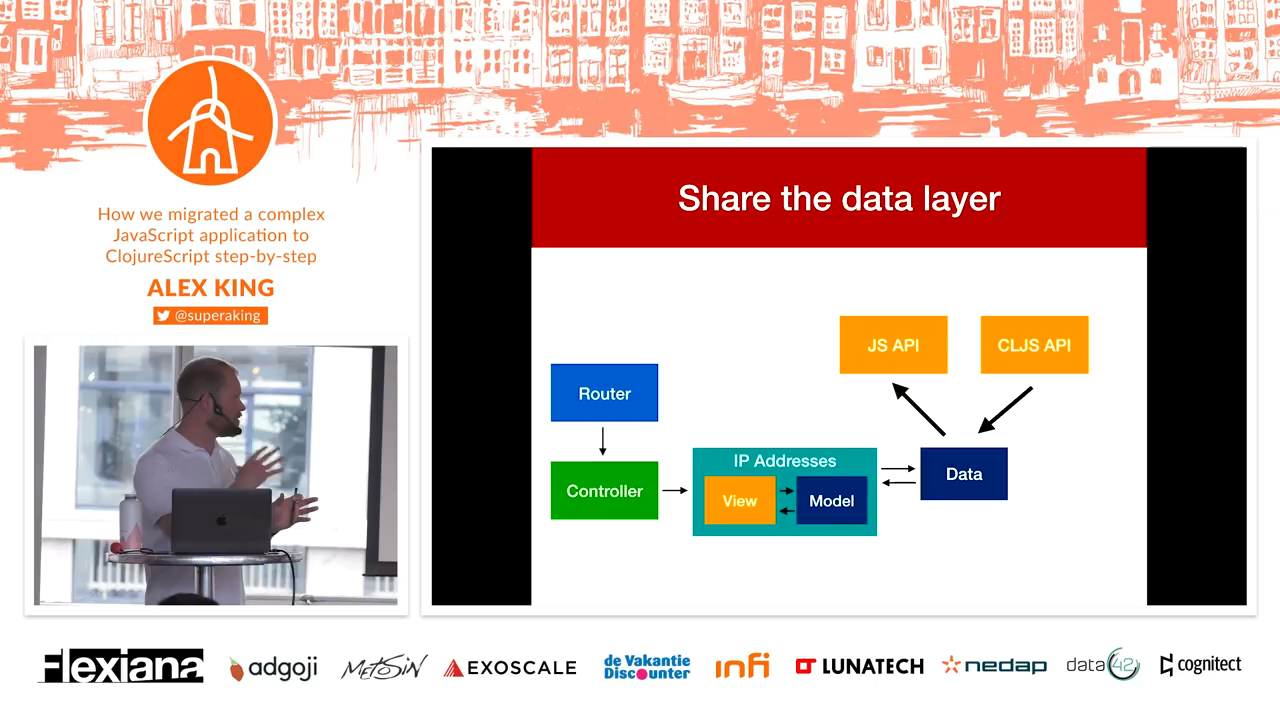 How we migrated a complex
JavaScript application to
ClojureScript step-by-step
ALEX KING
@superaking
Share the data layer
JS API
CLJS API
Router
Controller
IP Addresses
View
Model
Data
Flexiana
adgoji
METOSIN
EXOSCALE
de Vakantie
Discounter
infi
LUNATECH
nedap
data42
cognitect